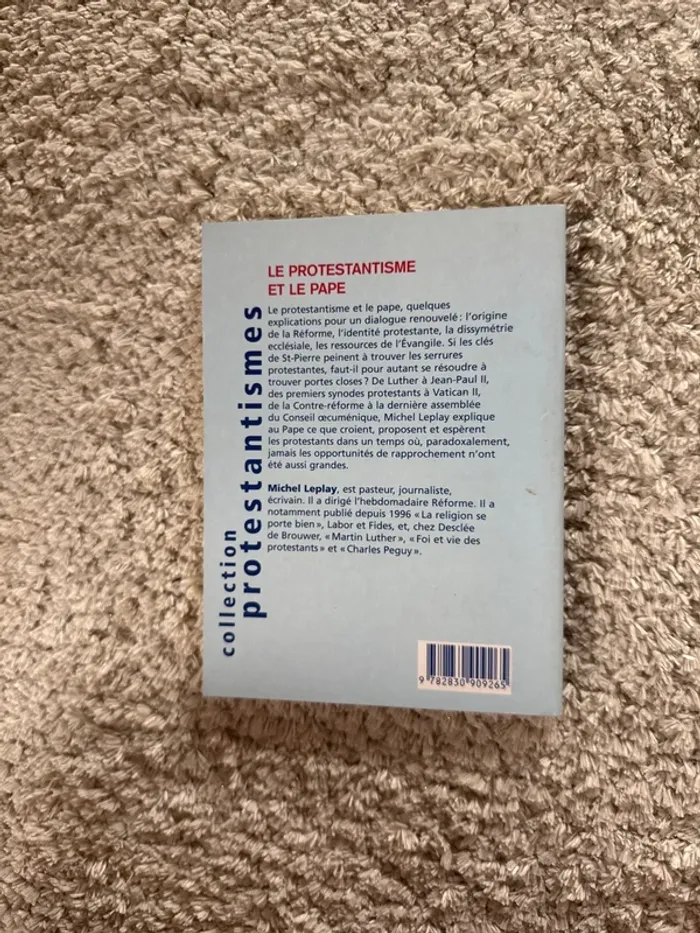 LE PROTESTANTISME
ET LE PAPE
Le protestantisme et le pape, quelques
explications pour un dialogue renouvelé : l'origine
de la Réforme, l'identité protestante, la dissymétrie
ecclésiale, les ressources de l'Évangile. Si les clés
de St-Pierre peinent à trouver les serrures
protestantes, faut-il pour autant se résoudre à
trouver portes closes ? De Luther à Jean-Paul II,
des premiers synodes protestants à Vatican II,
de la Contre-réforme à la dernière assemblée
du Conseil œcuménique, Michel Leplay explique
au Pape ce que croient, proposent et espèrent
les protestants dans un temps où, paradoxalement,
jamais les opportunités de rapprochement n'ont
été aussi grandes.
Michel Leplay, est pasteur, journaliste,
écrivain. Il a dirigé l'hebdomadaire Réforme. Il a
notamment publié depuis 1996 « La religion se
porte bien », Labor et Fides, et, chez Desclée
de Brouwer, « Martin Luther », « Foi et vie des
protestants » et « Charles Peguy ».
collection
protestantismes
9 782830 909265